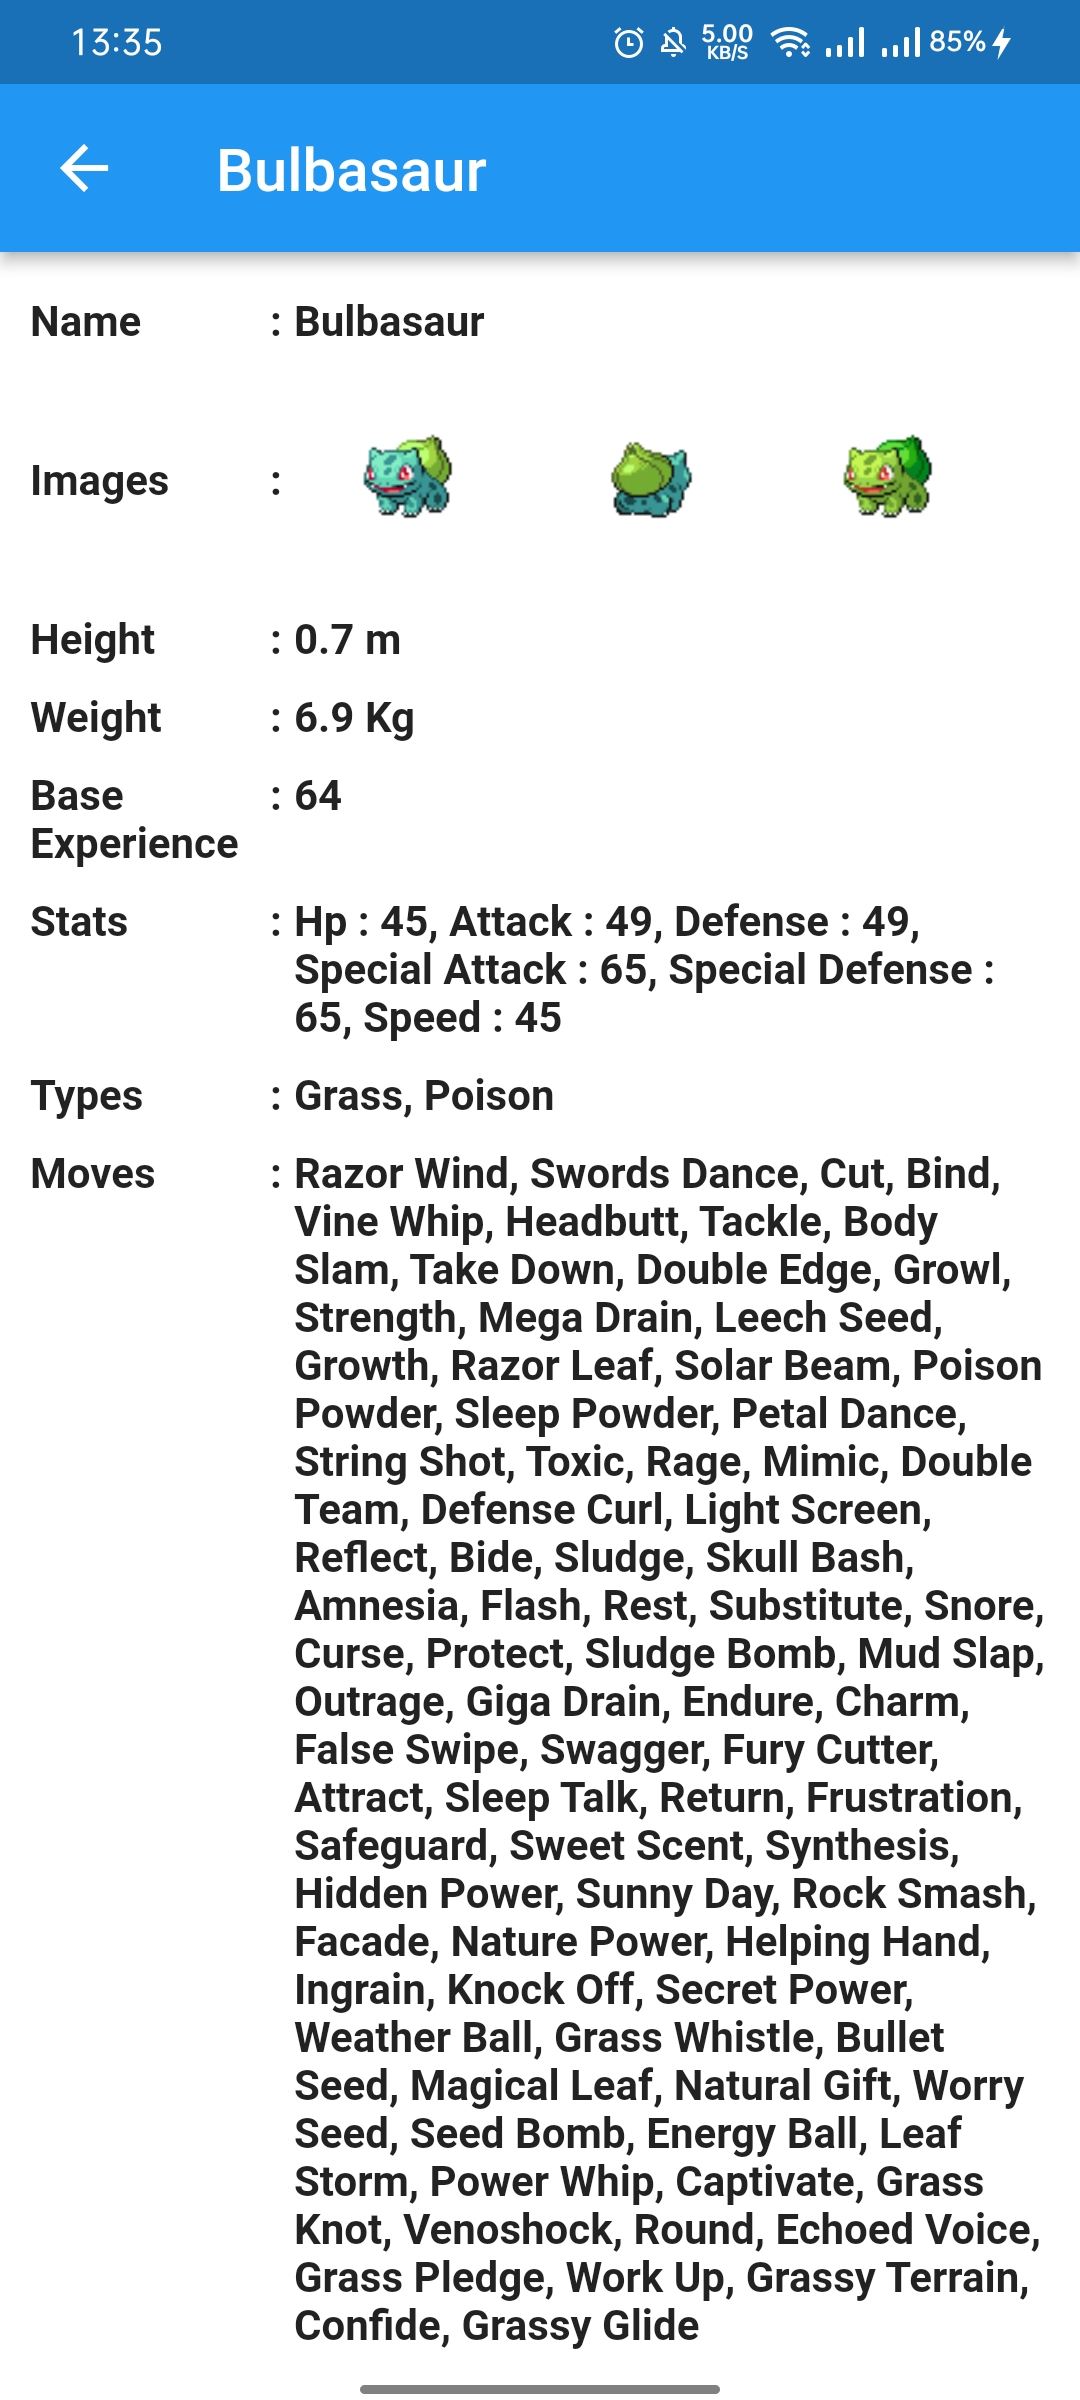 13:35
5.00
KB/S
85%
Bulbasaur
Name : Bulbasaur
Images :
Height : 0.7 m
Weight : 6.9 Kg
Base : 64
Experience
Stats : Hp : 45, Attack : 49, Defense : 49,
Special Attack : 65, Special Defense :
65, Speed : 45
Types : Grass, Poison
Moves : Razor Wind, Swords Dance, Cut, Bind,
Vine Whip, Headbutt, Tackle, Body
Slam, Take Down, Double Edge, Growl,
Strength, Mega Drain, Leech Seed,
Growth, Razor Leaf, Solar Beam, Poison
Powder, Sleep Powder, Petal Dance,
String Shot, Toxic, Rage, Mimic, Double
Team, Defense Curl, Light Screen,
Reflect, Bide, Sludge, Skull Bash,
Amnesia, Flash, Rest, Substitute, Snore,
Curse, Protect, Sludge Bomb, Mud Slap,
Outrage, Giga Drain, Endure, Charm,
False Swipe, Swagger, Fury Cutter,
Attract, Sleep Talk, Return, Frustration,
Safeguard, Sweet Scent, Synthesis,
Hidden Power, Sunny Day, Rock Smash,
Facade, Nature Power, Helping Hand,
Ingrain, Knock Off, Secret Power,
Weather Ball, Grass Whistle, Bullet
Seed, Magical Leaf, Natural Gift, Worry
Seed, Seed Bomb, Energy Ball, Leaf
Storm, Power Whip, Captivate, Grass
Knot, Venoshock, Round, Echoed Voice,
Grass Pledge, Work Up, Grassy Terrain,
Confide, Grassy Glide